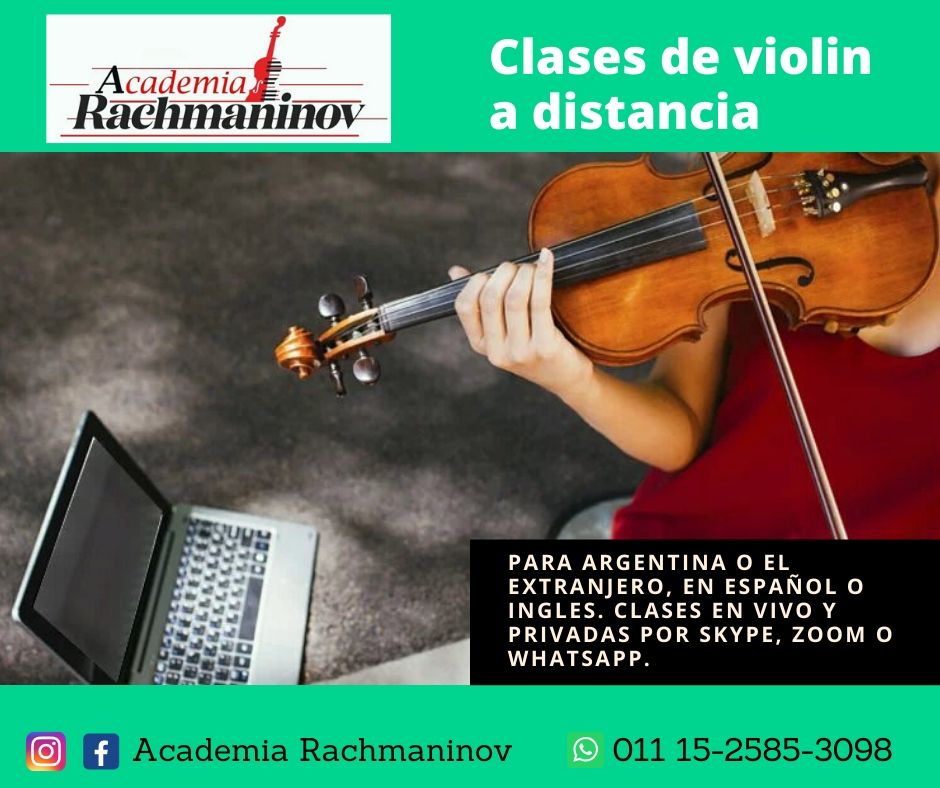 Academia
Rachmaninov
Clases de violin
a distancia
PARA ARGENTINA O EL
EXTRANJERO, EN ESPAÑOL O
INGLES. CLASES EN VIVO Y
PRIVADAS POR SKYPE, ZOOM O
WHATSAPP.
Academia Rachmaninov
011 15-2585-3098